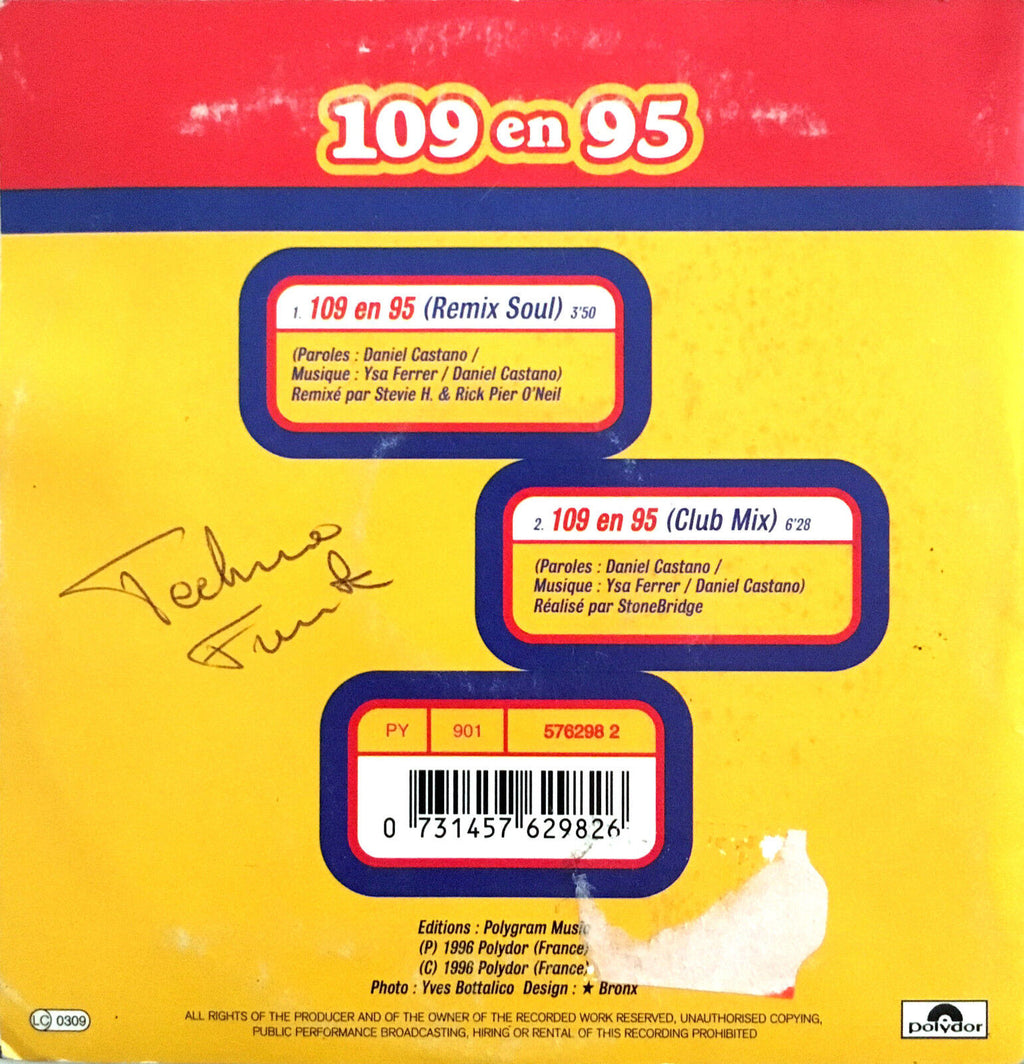 109 en 95
1. 109 en 95 (Remix Soul) 3'50
(Paroles : Daniel Castano /
Musique : Ysa Ferrer / Daniel Castano)
Remixé par Stevie H. & Rick Pier O'Neil
2. 109 en 95 (Club Mix) 6'28
(Paroles : Daniel Castano /
Musique : Ysa Ferrer / Daniel Castano)
Réalisé par StoneBridge
Techno
Funk
PY 901 576298 2
0 731457 629826
Editions : Polygram Music
(P) 1996 Polydor (France)
(C) 1996 Polydor (France)
Photo : Yves Bottalico Design : ★ Bronx
LC 0309
ALL RIGHTS OF THE PRODUCER AND OF THE OWNER OF THE RECORDED WORK RESERVED, UNAUTHORISED COPYING,
PUBLIC PERFORMANCE BROADCASTING, HIRING OR RENTAL OF THIS RECORDING PROHIBITED
polydor